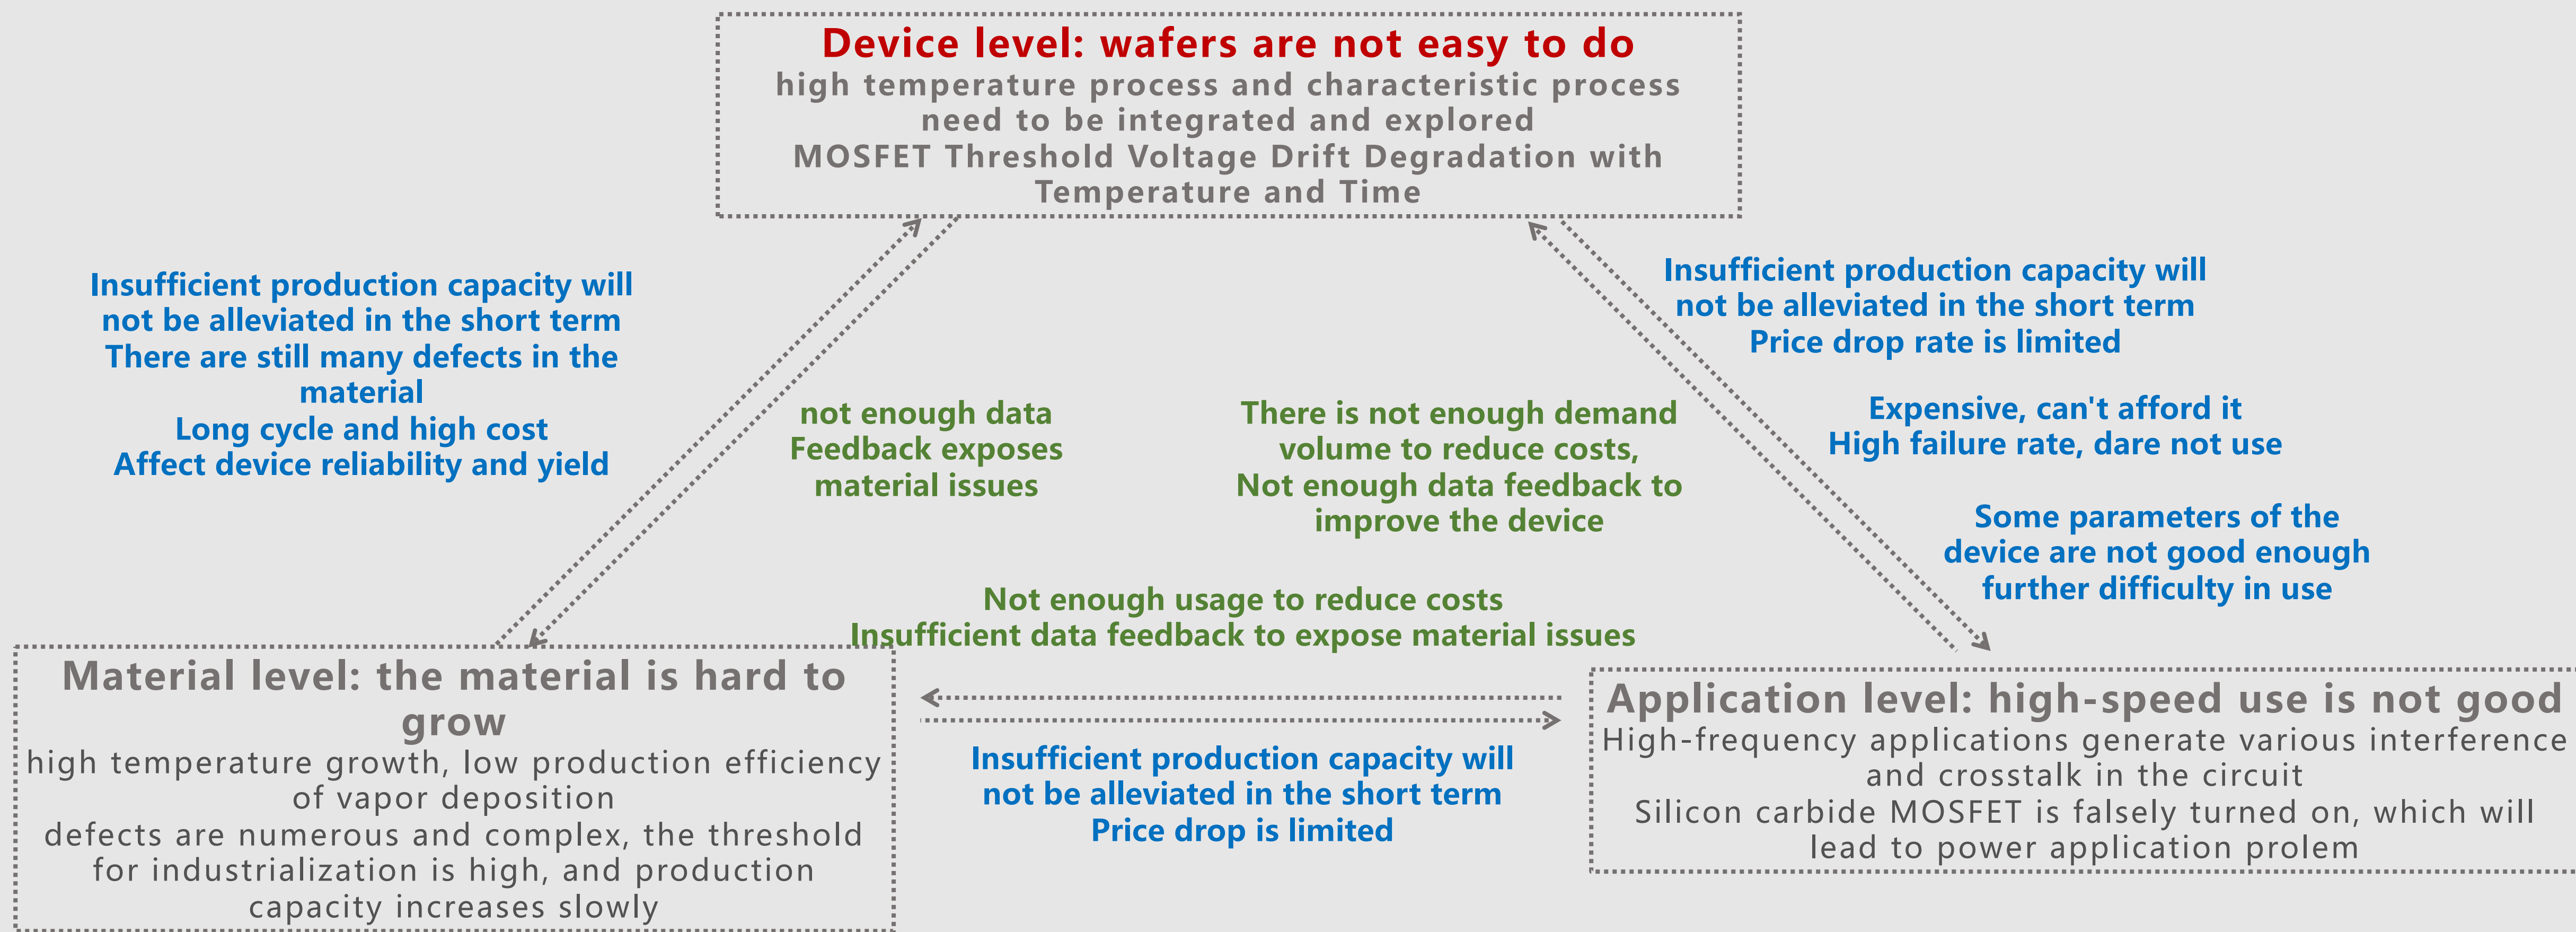 Device level: wafers are not easy to do
high temperature process and characteristic process
need to be integrated and explored
MOSFET Threshold Voltage Drift Degradation with
Temperature and Time
Insufficient production capacity will
not be alleviated in the short term
There are still many defects in the
material
Long cycle and high cost
Affect device reliability and yield
not enough data
Feedback exposes
material issues
There is not enough demand
volume to reduce costs,
Not enough data feedback to
improve the device
Insufficient production capacity will
not be alleviated in the short term
Price drop rate is limited
Expensive, can't afford it
High failure rate, dare not use
Some parameters of the
device are not good enough
further difficulty in use
Not enough usage to reduce costs
Insufficient data feedback to expose material issues
Material level: the material is hard to
grow
high temperature growth, low production efficiency
of vapor deposition
defects are numerous and complex, the threshold
for industrialization is high, and production
capacity increases slowly
Insufficient production capacity will
not be alleviated in the short term
Price drop is limited
Application level: high-speed use is not good
High-frequency applications generate various interference
and crosstalk in the circuit
Silicon carbide MOSFET is falsely turned on, which will
lead to power application prolem